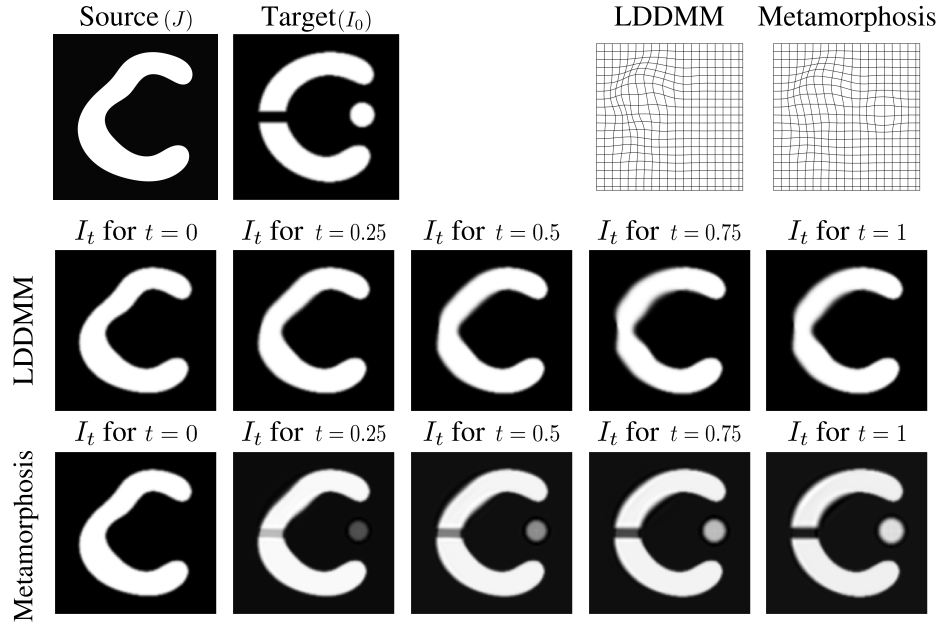 Source (J) Target(I₀) LDDMM Metamorphosis
Iₜ for t = 0 Iₜ for t = 0.25 Iₜ for t = 0.5 Iₜ for t = 0.75 Iₜ for t = 1
LDDMM
Iₜ for t = 0 Iₜ for t = 0.25 Iₜ for t = 0.5 Iₜ for t = 0.75 Iₜ for t = 1
Metamorphosis